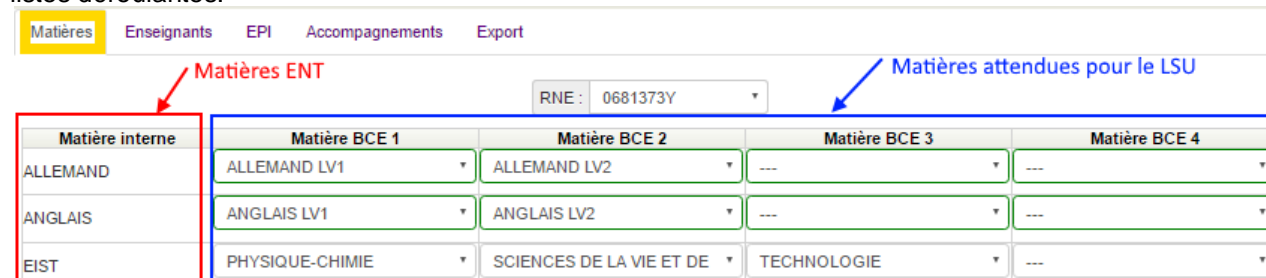 listes déroulantes.
Matières Enseignants EPI Accompagnements Export
Matières ENT
Matières attendues pour le LSU
RNE : 0681373Y
Matière interne Matière BCE 1 Matière BCE 2 Matière BCE 3 Matière BCE 4
ALLEMAND ALLEMAND LV1 ALLEMAND LV2 --- ---
ANGLAIS ANGLAIS LV1 ANGLAIS LV2 --- ---
EIST PHYSIQUE-CHIMIE SCIENCES DE LA VIE ET DE TECHNOLOGIE ---